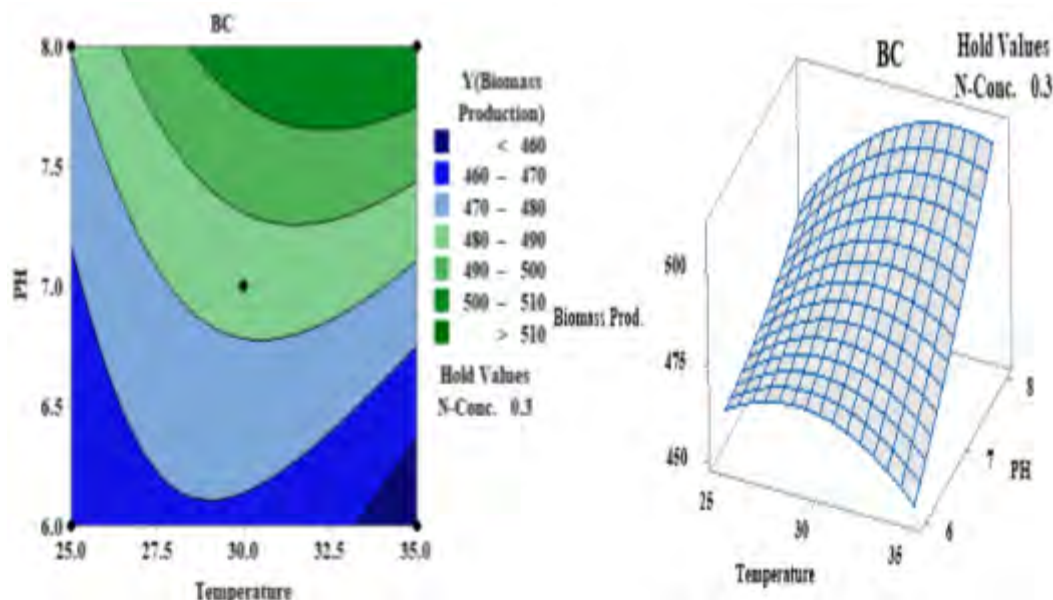 BC
8.0
7.5
7.0
6.5
6.0
PH
25.0 27.5 30.0 32.5 35.0
Temperature
Y(Biomass
Production)
< 460
460 – 470
470 – 480
480 – 490
490 – 500
500 – 510
> 510
Hold Values
N-Conc. 0.3
BC
Hold Values
N-Conc. 0.3
Biomass Prod.
500
475
450
25
30
35
Temperature
6
7
8
PH